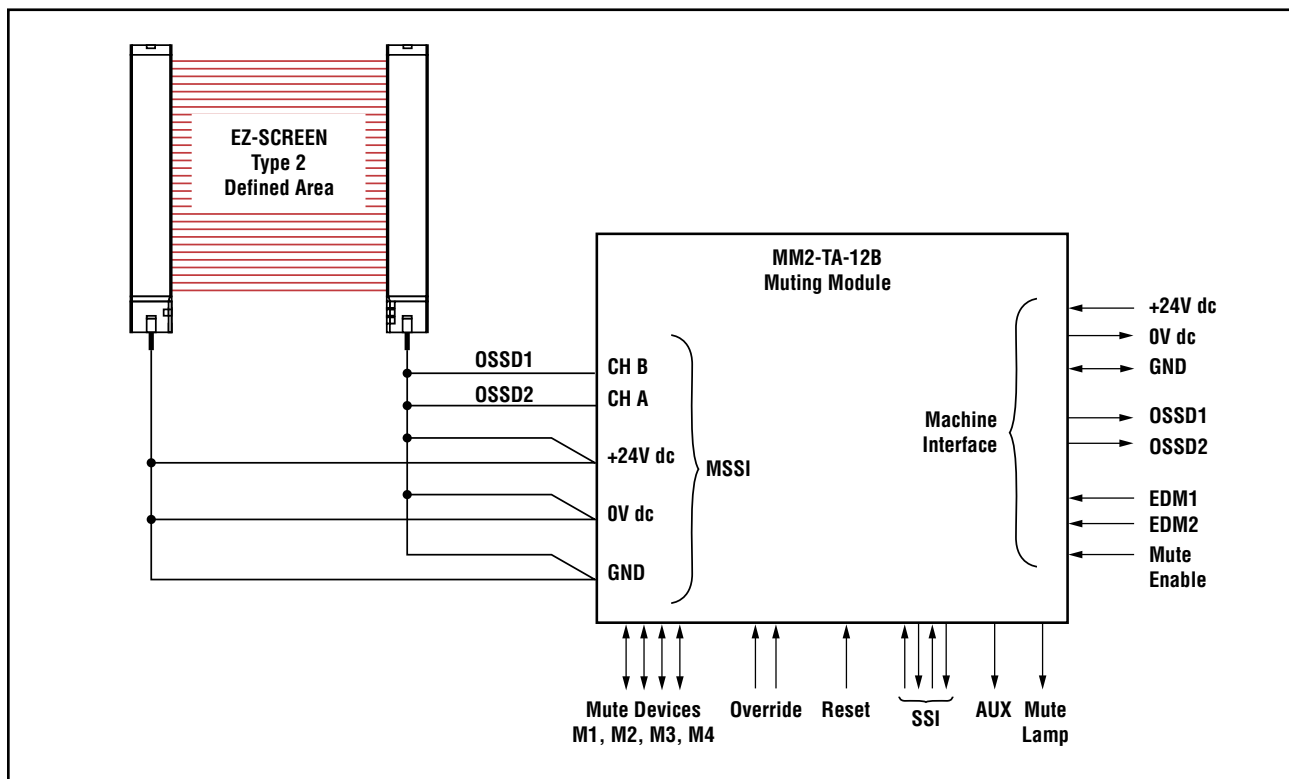 EZ-SCREEN
Type 2
Defined Area
MM2-TA-12B
Muting Module
OSSD1
CH B
OSSD2
CH A
+24V dc
0V dc
GND
MSSI
Machine
Interface
+24V dc
0V dc
GND
OSSD1
OSSD2
EDM1
EDM2
Mute
Enable
Mute Devices
M1, M2, M3, M4
Override
Reset
SSI
AUX
Mute
Lamp